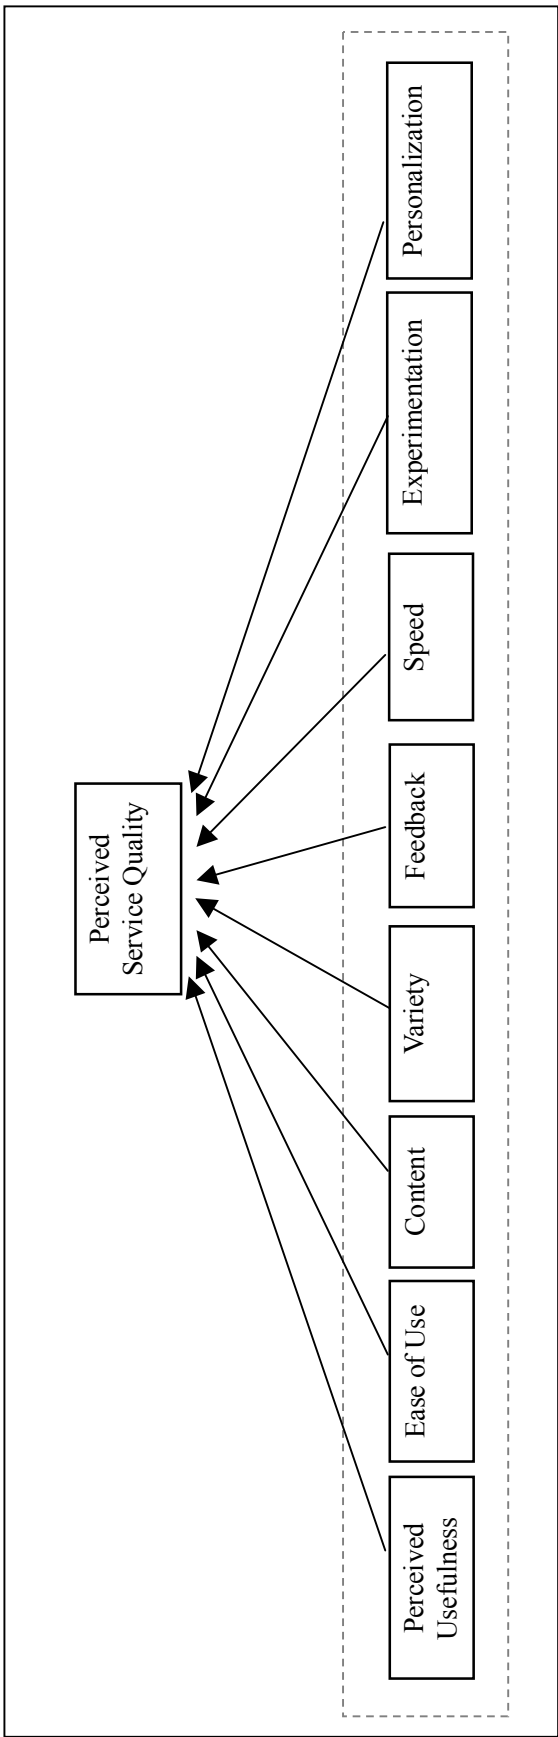 Perceived
Service Quality
Perceived
Usefulness
Ease of Use
Content
Variety
Feedback
Speed
Experimentation
Personalization